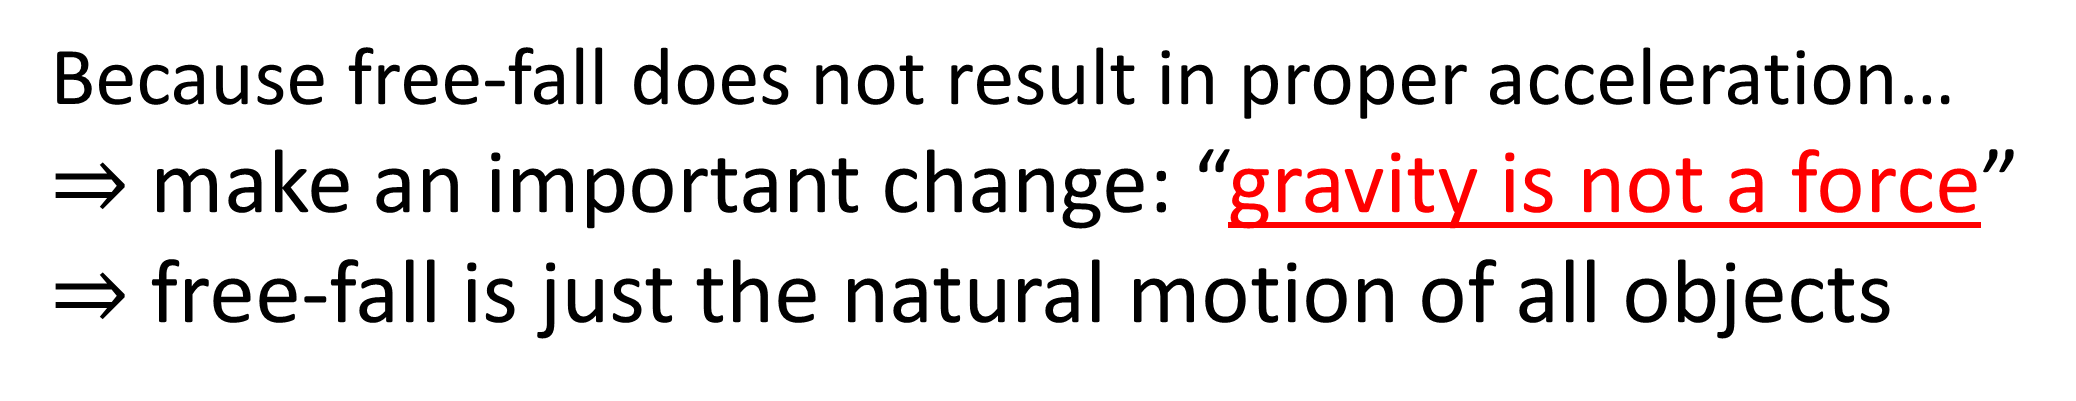 Because free-fall does not result in proper acceleration…
⇒ make an important change: “gravity is not a force”
⇒ free-fall is just the natural motion of all objects